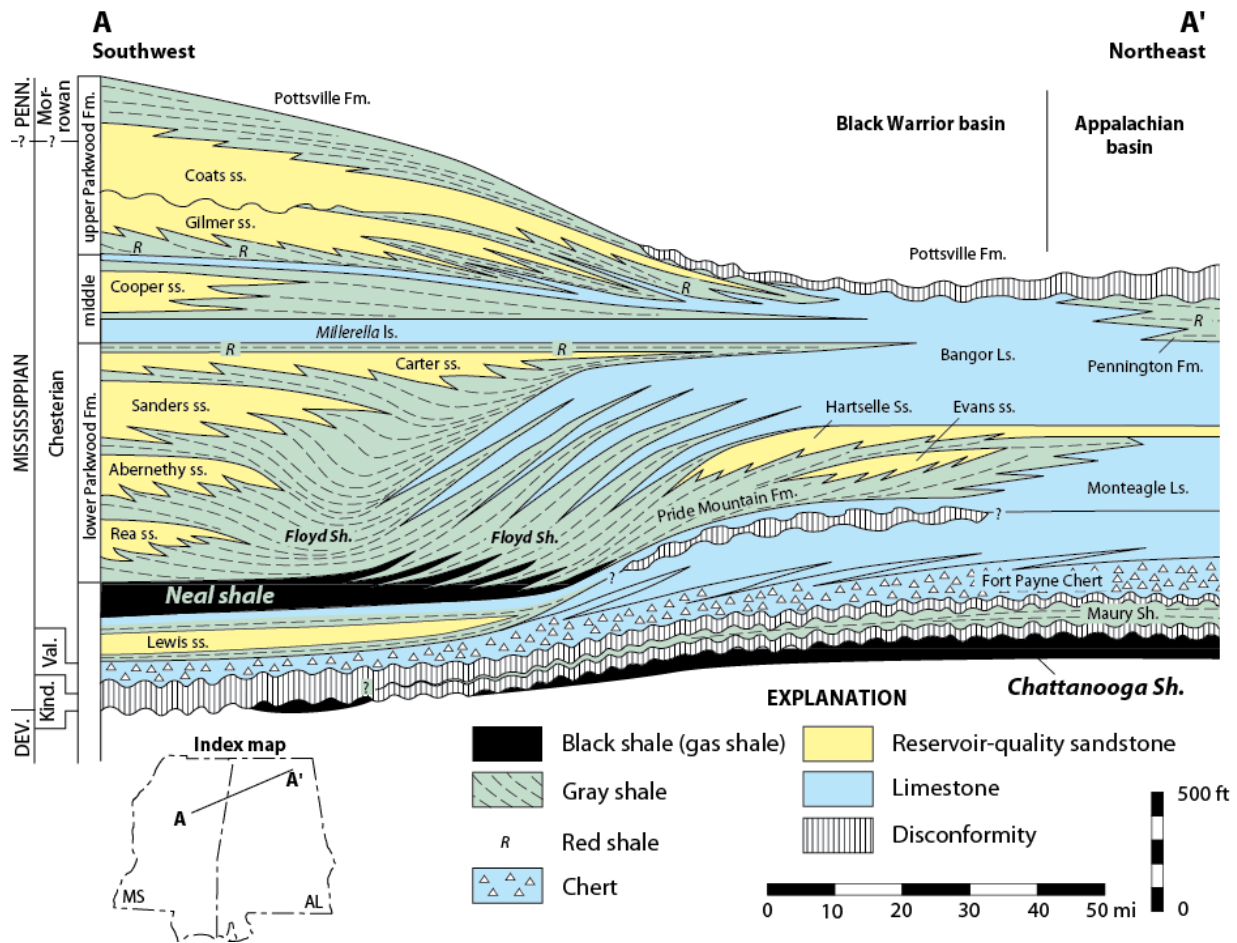 A
Southwest
A'
Northeast
PENN.
Mor-
rowan
Pottsville Fm.
Black Warrior basin
Appalachian
basin
-?-
?
upper Parkwood Fm.
Coats ss.
Gilmer ss.
R
R
Pottsville Fm.
middle
Cooper ss.
R
R
Millerella ls.
R
R
Carter ss.
Bangor Ls.
Pennington Fm.
MISSISSIPPIAN
Chesterian
lower Parkwood Fm.
Sanders ss.
Hartselle Ss.
Evans ss.
Abernethy ss.
Monteagle Ls.
Pride Mountain Fm.
?
Rea ss.
Floyd Sh.
Floyd Sh.
?
Neal shale
Fort Payne Chert
Maury Sh.
Val.
Lewis ss.
Kind.
?
Chattanooga Sh.
DEV.
EXPLANATION
Index map
A
A'
MS
AL
Black shale (gas shale)
Gray shale
R
Red shale
Chert
Reservoir-quality sandstone
Limestone
Disconformity
500 ft
0
0
10
20
30
40
50 mi